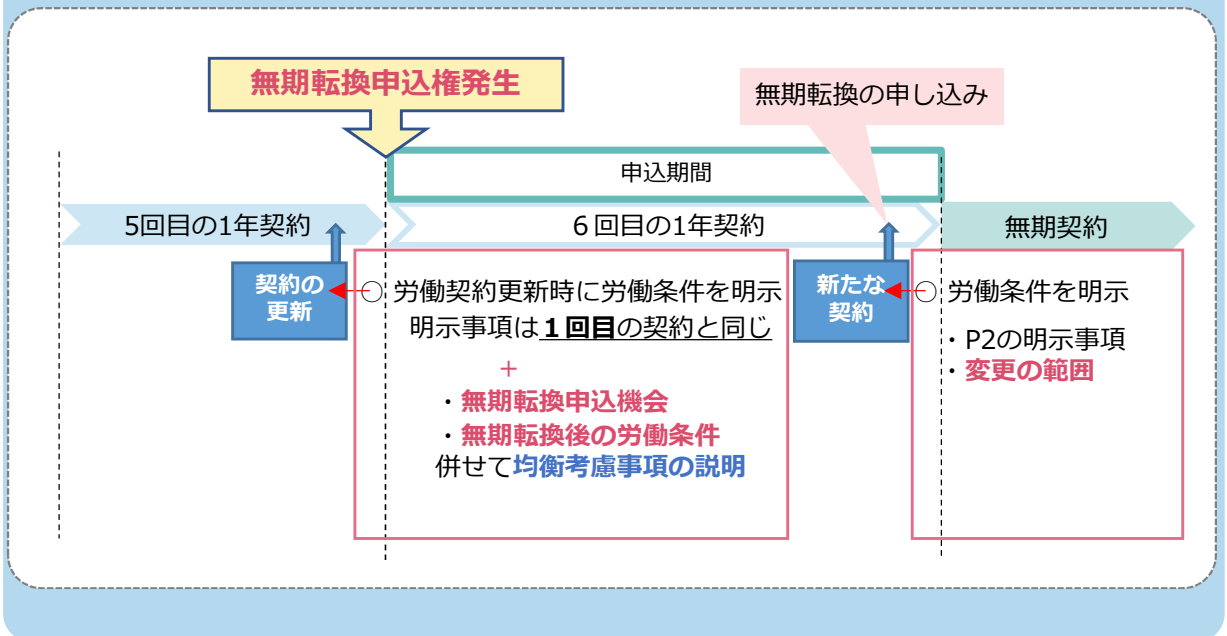 無期転換申込権発生
無期転換の申し込み
申込期間
5回目の1年契約
６回目の1年契約
無期契約
契約の
更新
○ 労働契約更新時に労働条件を明示
明示事項は１回目の契約と同じ
＋
・無期転換申込機会
・無期転換後の労働条件
併せて均衡考慮事項の説明
新たな
契約
○ 労働条件を明示
・P2の明示事項
・変更の範囲